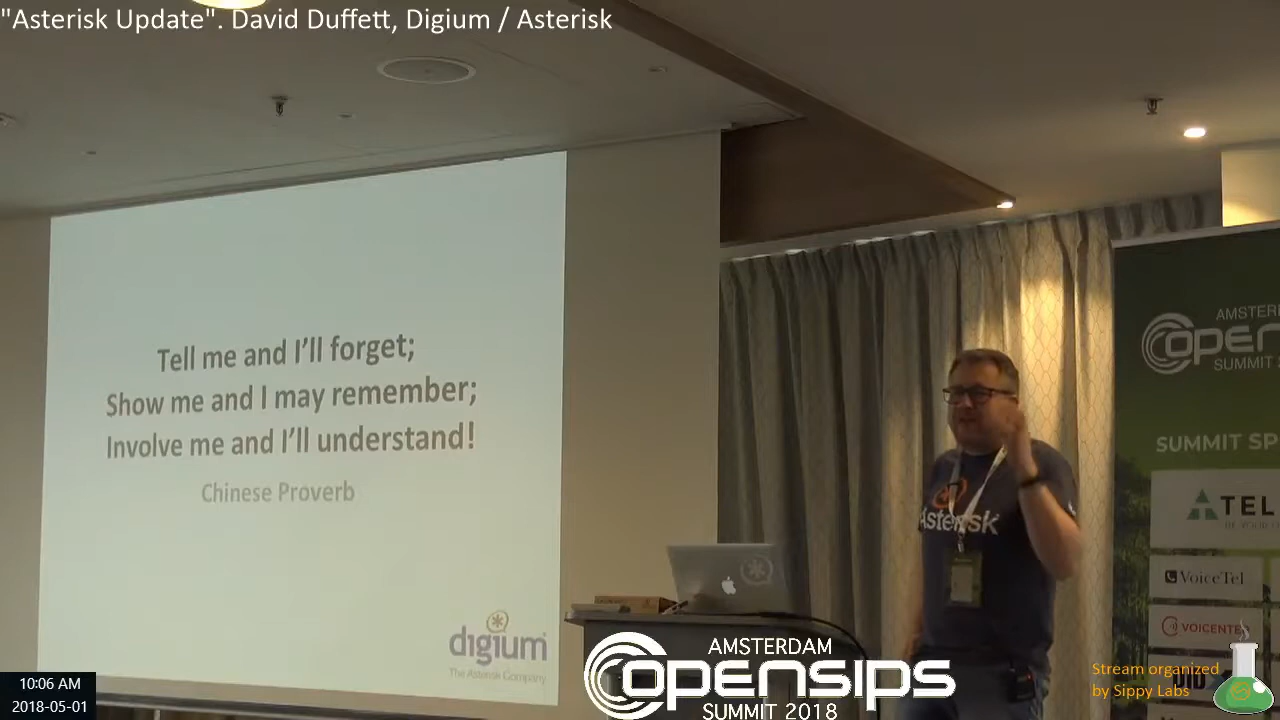 "Asterisk Update". David Duffett, Digium / Asterisk
Tell me and I'll forget;
Show me and I may remember;
Involve me and I'll understand!
Chinese Proverb
digium
The Asterisk Company
Asterisk
OPENSIPS
SUMMIT
SUMMIT
VoiceTel
AMSTERDAM
OPENSIPS
SUMMIT 2018
Stream organized
by Sippy Labs
10:06 AM
2018-05-01